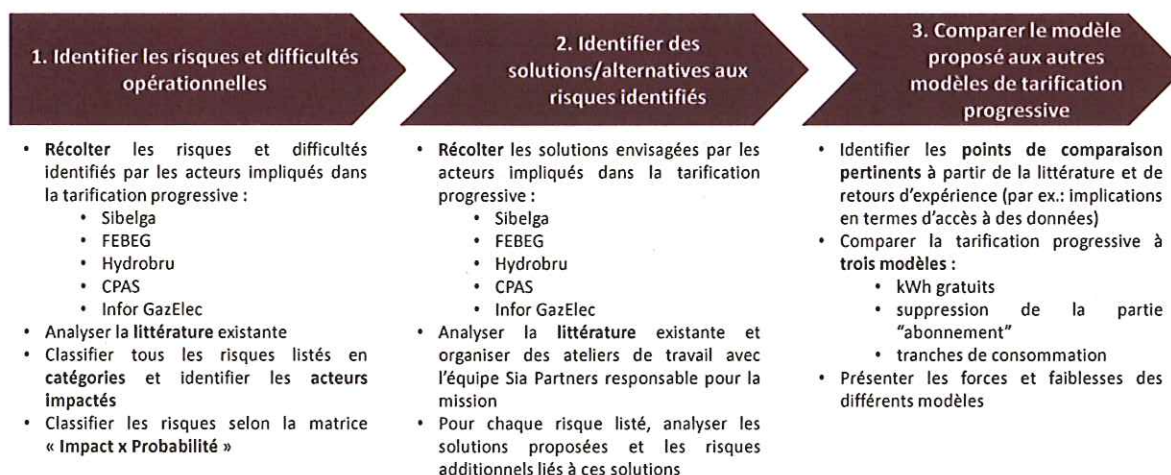 1. Identifier les risques et difficultés
opérationnelles
• Récolter les risques et difficultés
identifiés par les acteurs impliqués dans
la tarification progressive :
• Sibelga
• FEBEG
• Hydrobru
• CPAS
• Infor GazElec
• Analyser la littérature existante
• Classifier tous les risques listés en
catégories et identifier les acteurs
impactés
• Classifier les risques selon la matrice
« Impact x Probabilité »
2. Identifier des
solutions/alternatives aux
risques identifiés
• Récolter les solutions envisagées par les
acteurs impliqués dans la tarification
progressive :
• Sibelga
• FEBEG
• Hydrobru
• CPAS
• Infor GazElec
• Analyser la littérature existante et
organiser des ateliers de travail avec
l'équipe Sia Partners responsable pour la
mission
• Pour chaque risque listé, analyser les
solutions proposées et les risques
additionnels liés à ces solutions
3. Comparer le modèle
proposé aux autres
modèles de tarification
progressive
• Identifier les points de comparaison
pertinents à partir de la littérature et de
retours d'expérience (par ex.: implications
en termes d'accès à des données)
• Comparer la tarification progressive à
trois modèles :
• kWh gratuits
• suppression de la partie
"abonnement"
• tranches de consommation
• Présenter les forces et faiblesses des
différents modèles